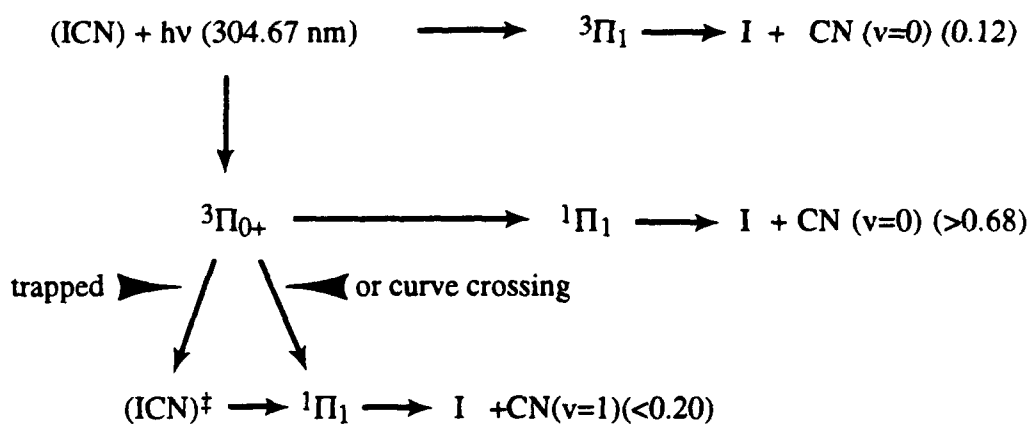 (ICN) + hν (304.67 nm) ³Π₁ I + CN (v=0) (0.12)
³Π₀₊ ¹Π₁ I + CN (v=0) (>0.68)
trapped or curve crossing
(ICN)‡ ¹Π₁ I +CN(v=1)(<0.20)